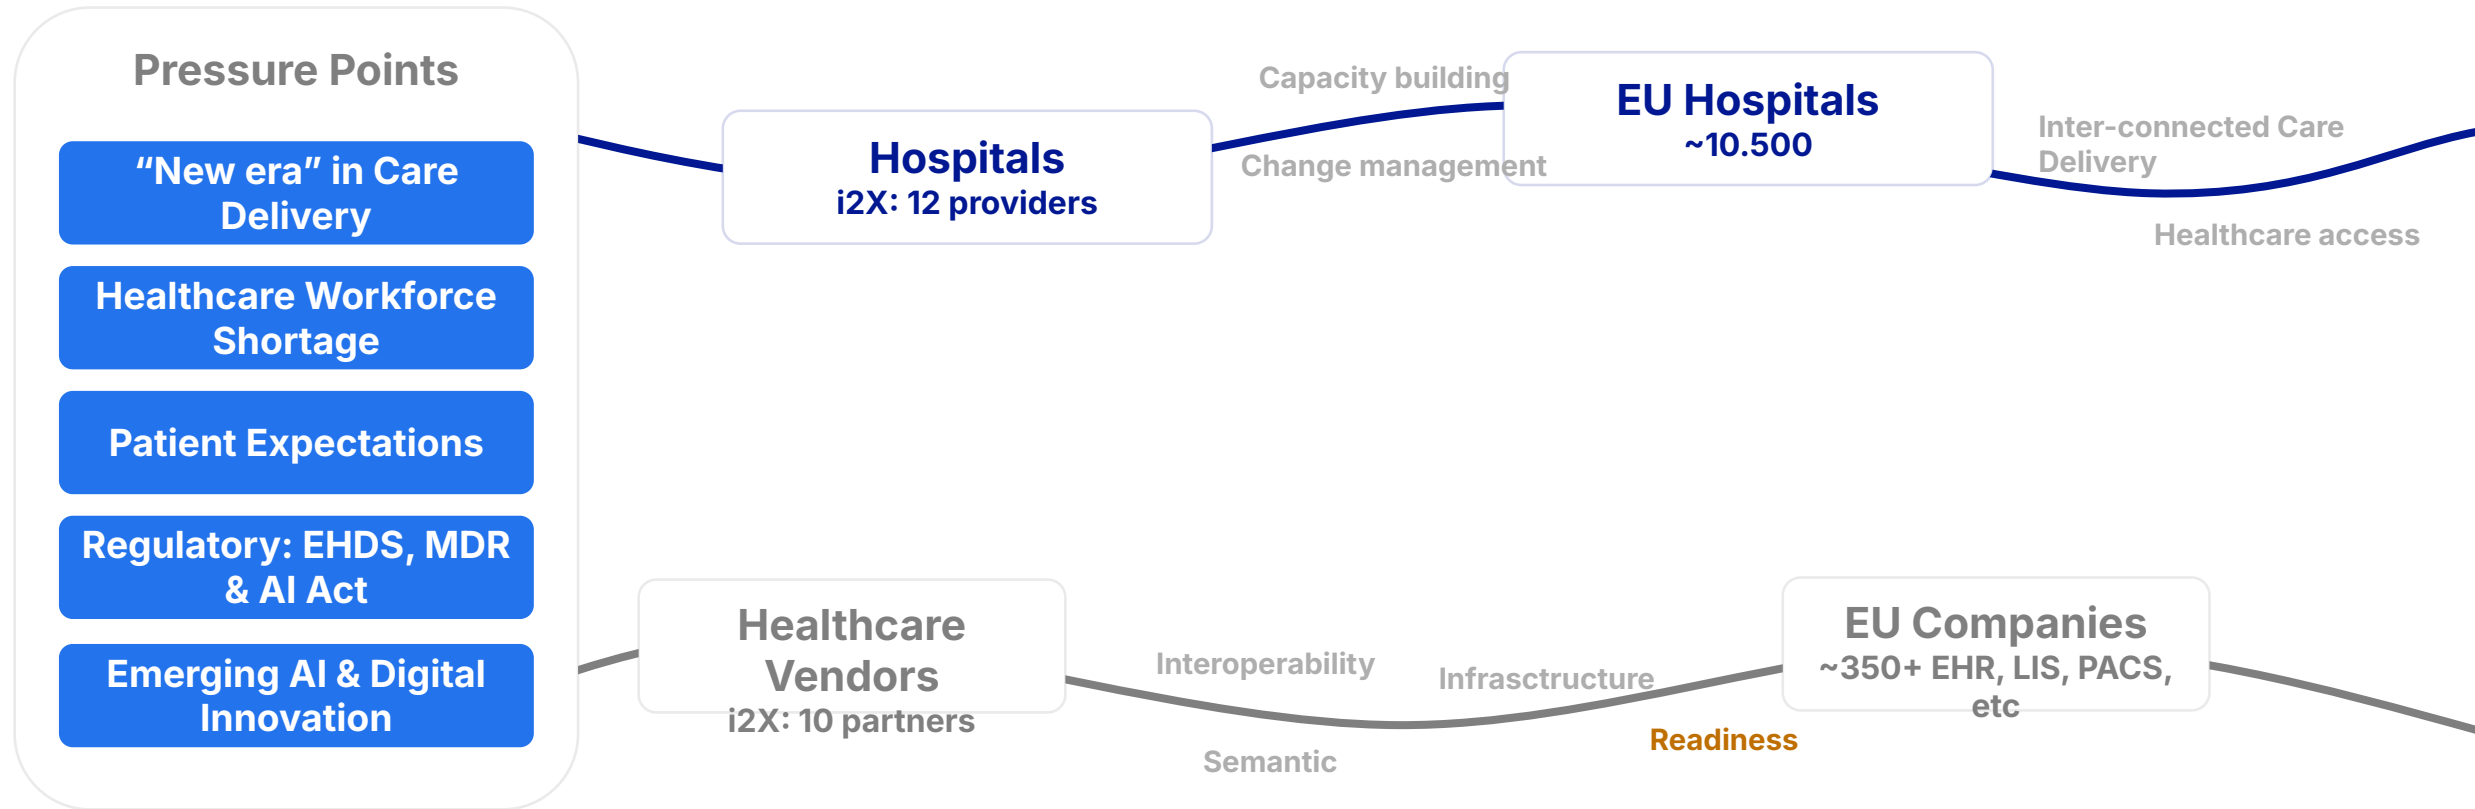 Pressure Points
“New era” in Care
Delivery
Healthcare Workforce
Shortage
Patient Expectations
Regulatory: EHDS, MDR
& AI Act
Emerging AI & Digital
Innovation
Hospitals
i2X: 12 providers
Capacity building
Change management
EU Hospitals
~10.500
Inter-connected Care
Delivery
Healthcare access
Healthcare
Vendors
i2X: 10 partners
Interoperability
Infrasctructure
Semantic
Readiness
EU Companies
~350+ EHR, LIS, PACS,
etc